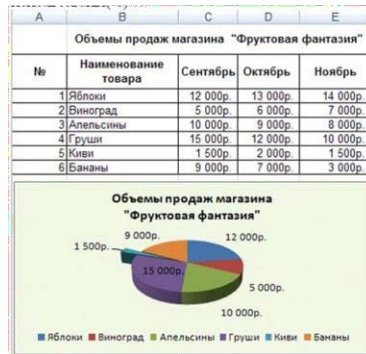 A B C D E
Объемы продаж магазина "Фруктовая фантазия"
№ Наименование товара Сентябрь Октябрь Ноябрь
1 Яблоки 12 000р. 13 000р. 14 000р.
2 Виноград 5 000р. 6 000р. 7 000р.
3 Апельсины 10 000р. 9 000р. 8 000р.
4 Груши 15 000р. 12 000р. 10 000р.
5 Киви 1 500р. 2 000р. 1 500р.
6 Бананы 9 000р. 7 000р. 3 000р.
Объемы продаж магазина
"Фруктовая фантазия"
9 000р. 12 000р.
1 500р.
15 000р.
5 000р.
10 000р.
Яблоки Виноград Апельсины Груши Киви Бананы